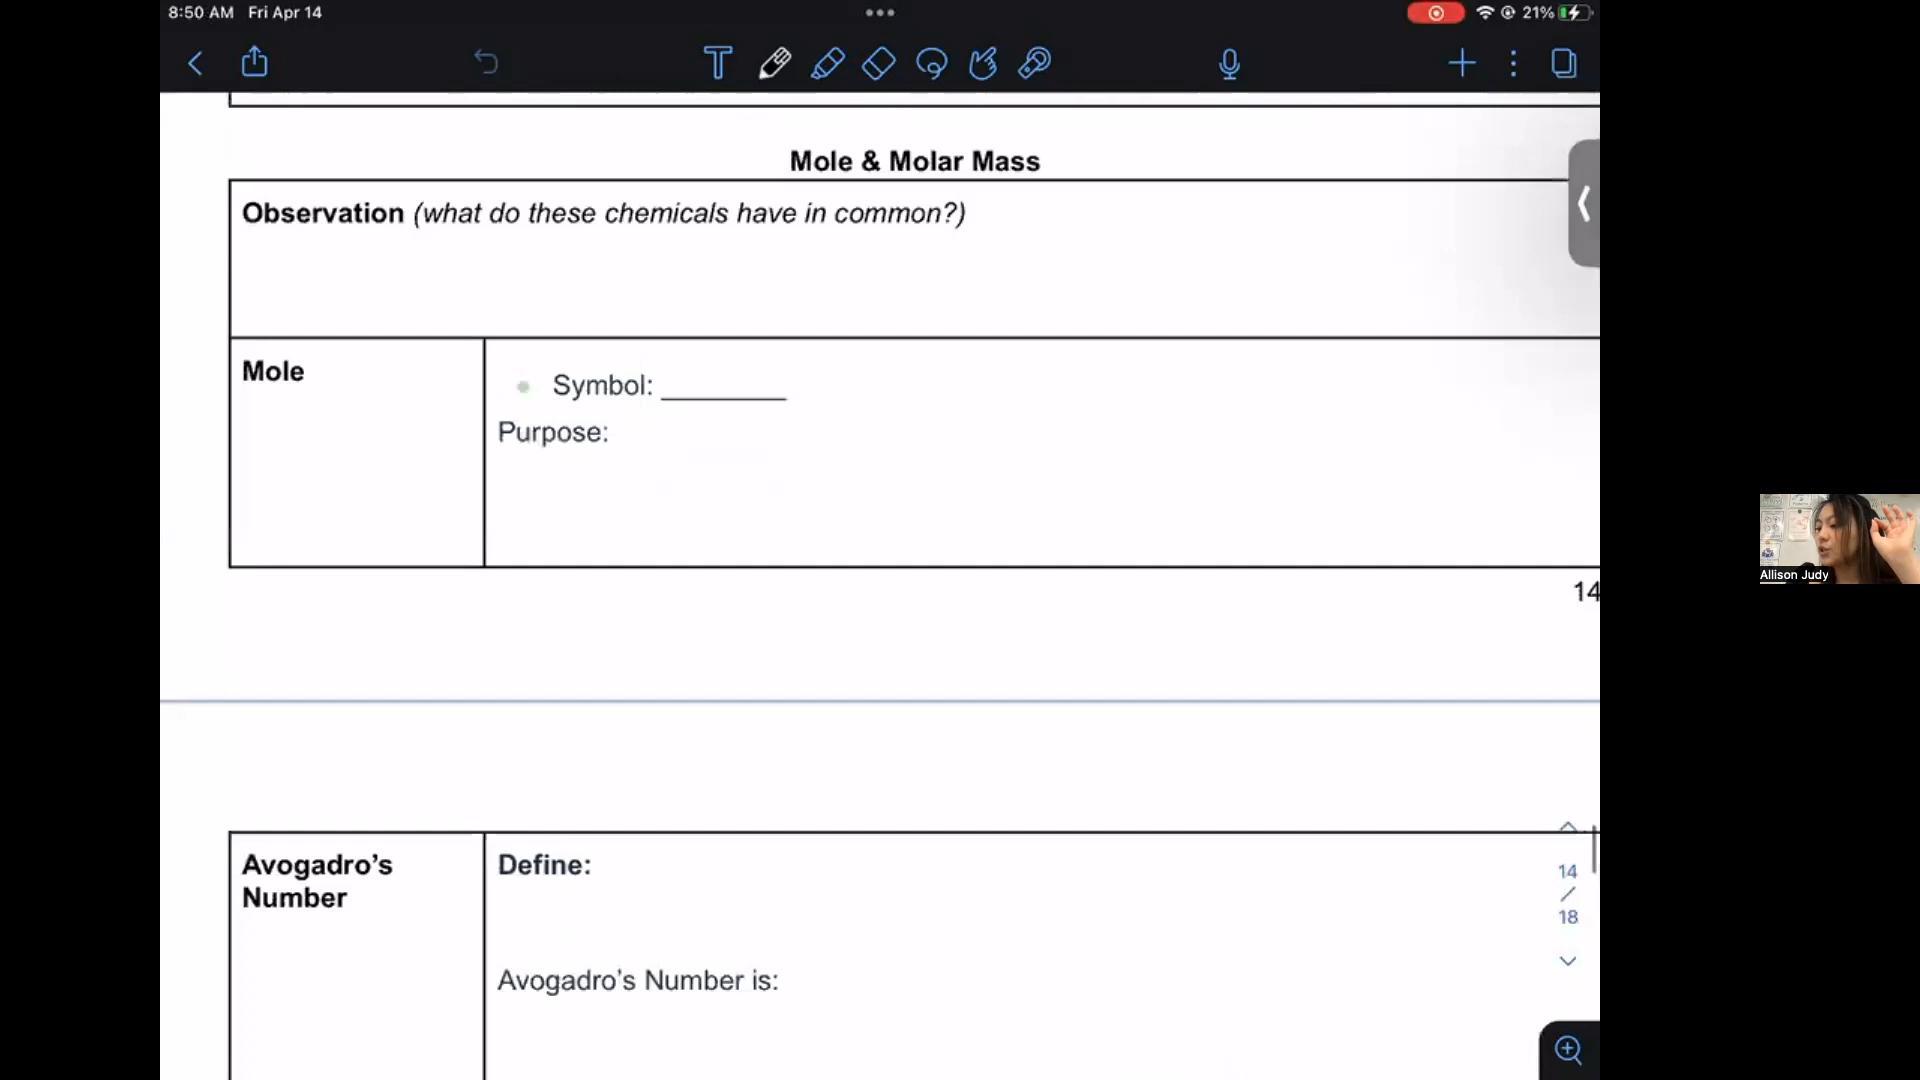 8:50 AM Fri Apr 14
21%
Mole & Molar Mass
Observation (what do these chemicals have in common?)
Mole
Symbol: ________
Purpose:
14
Avogadro’s
Number
Define:
Avogadro’s Number is:
14
/
18
Allison Judy